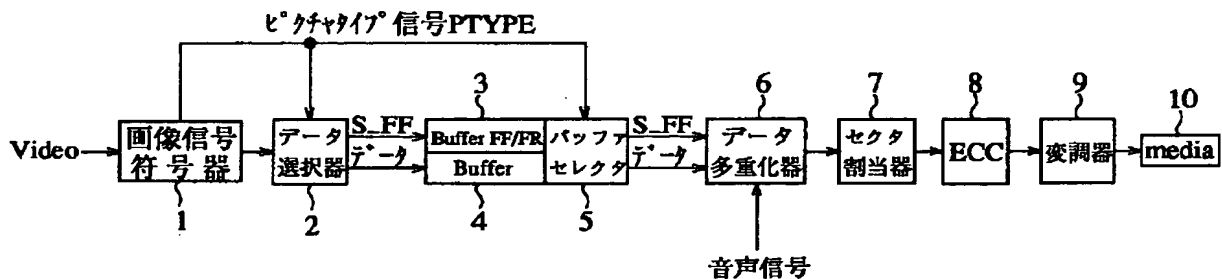 ピクチャタイプ信号PTYPE
Video
画像信号
符号器
1
データ
選択器
2
S_FF
データ
3
Buffer FF/FR
Buffer
4
バッファ
セレクタ
5
S_FF
データ
6
データ
多重化器
音声信号
7
セクタ
割当器
8
ECC
9
変調器
10
media